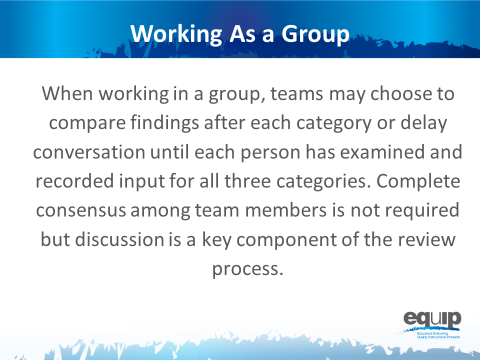 Working As a Group
When working in a group, teams may choose to
compare findings after each category or delay
conversation until each person has examined and
recorded input for all three categories. Complete
consensus among team members is not required
but discussion is a key component of the review
process.
equip
Educators Evaluating
Quality Instructional Products